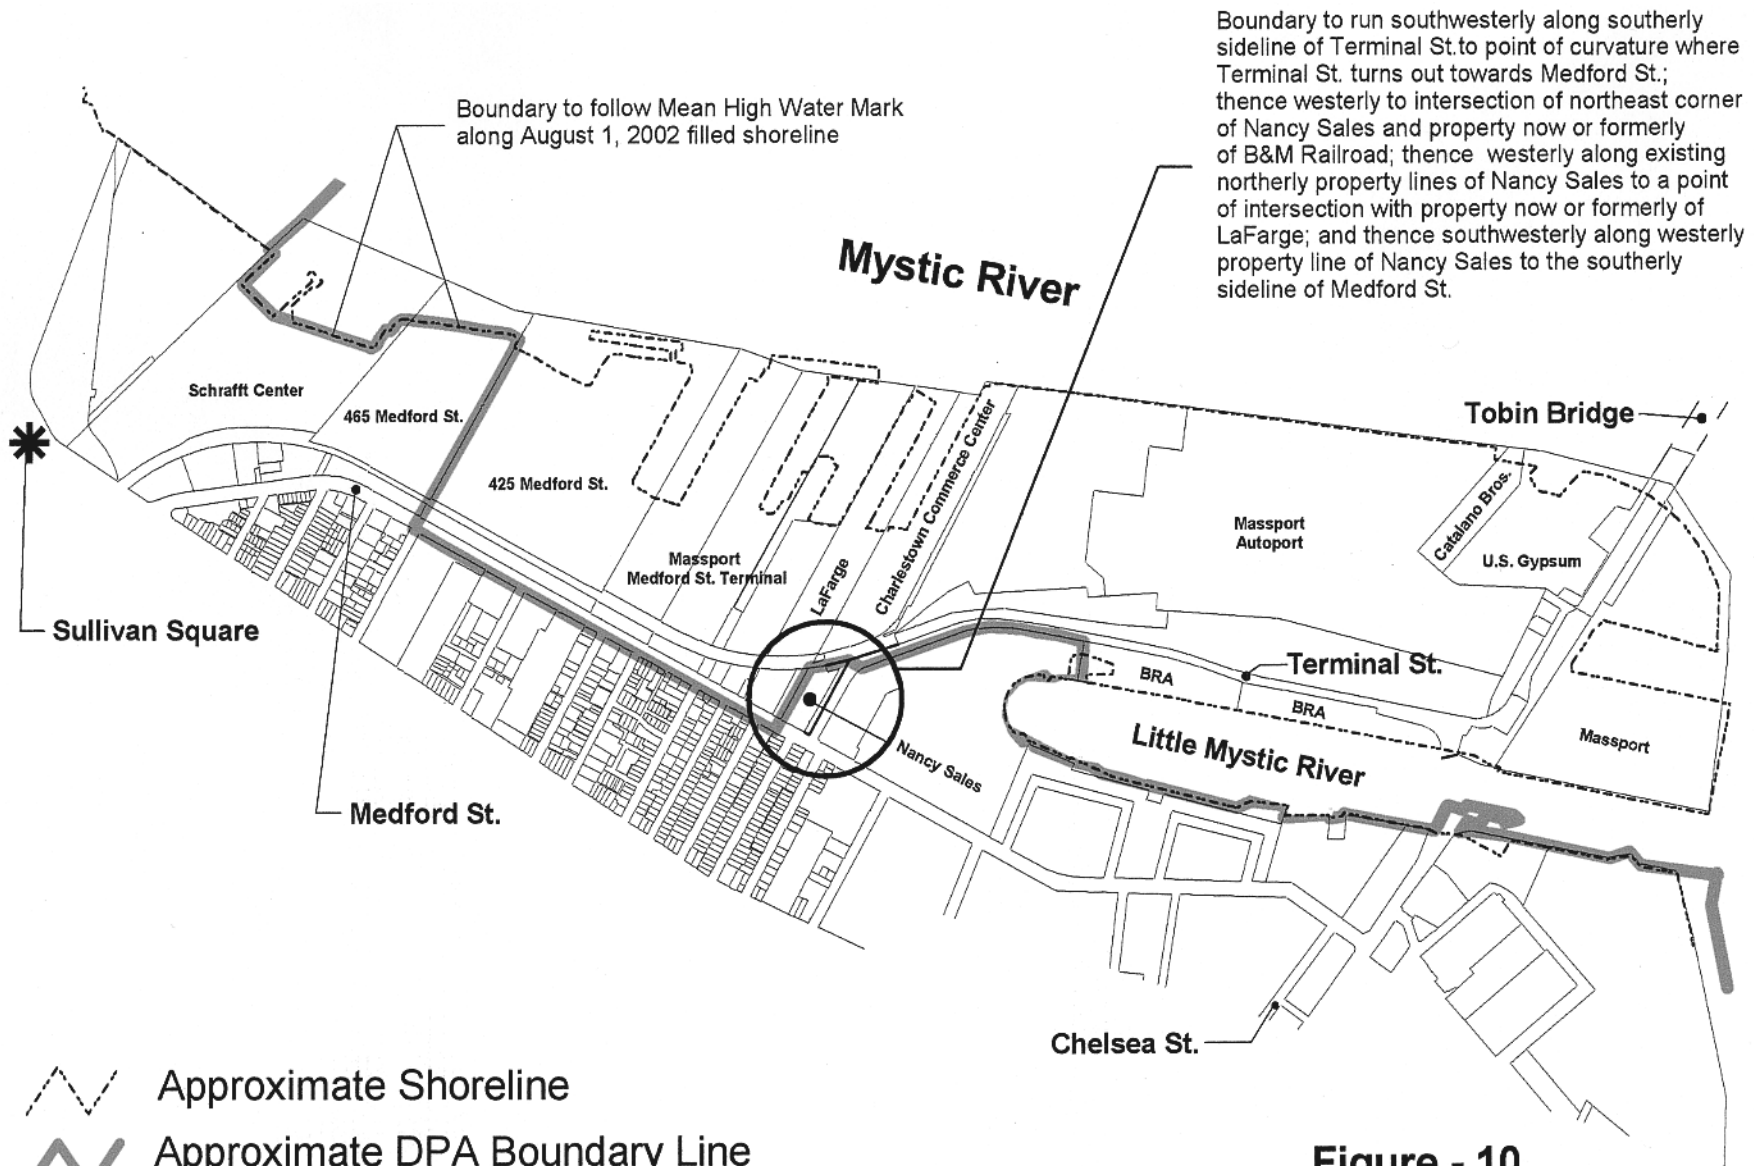 Boundary to run southwesterly along southerly
sideline of Terminal St.to point of curvature where
Terminal St. turns out towards Medford St.;
thence westerly to intersection of northeast corner
of Nancy Sales and property now or formerly
of B&M Railroad; thence westerly along existing
northerly property lines of Nancy Sales to a point
of intersection with property now or formerly of
LaFarge; and thence southwesterly along westerly
property line of Nancy Sales to the southerly
sideline of Medford St.
Boundary to follow Mean High Water Mark
along August 1, 2002 filled shoreline
Mystic River
Schrafft Center
465 Medford St.
425 Medford St.
Massport
Medford St. Terminal
LaFarge
Charlestown Commerce Center
Massport
Autoport
Catalano Bros.
U.S. Gypsum
Tobin Bridge
Sullivan Square
Terminal St.
BRA
BRA
Little Mystic River
Massport
Nancy Sales
Medford St.
Chelsea St.
Approximate Shoreline
Approximate DPA Boundary Line
Figure - 10